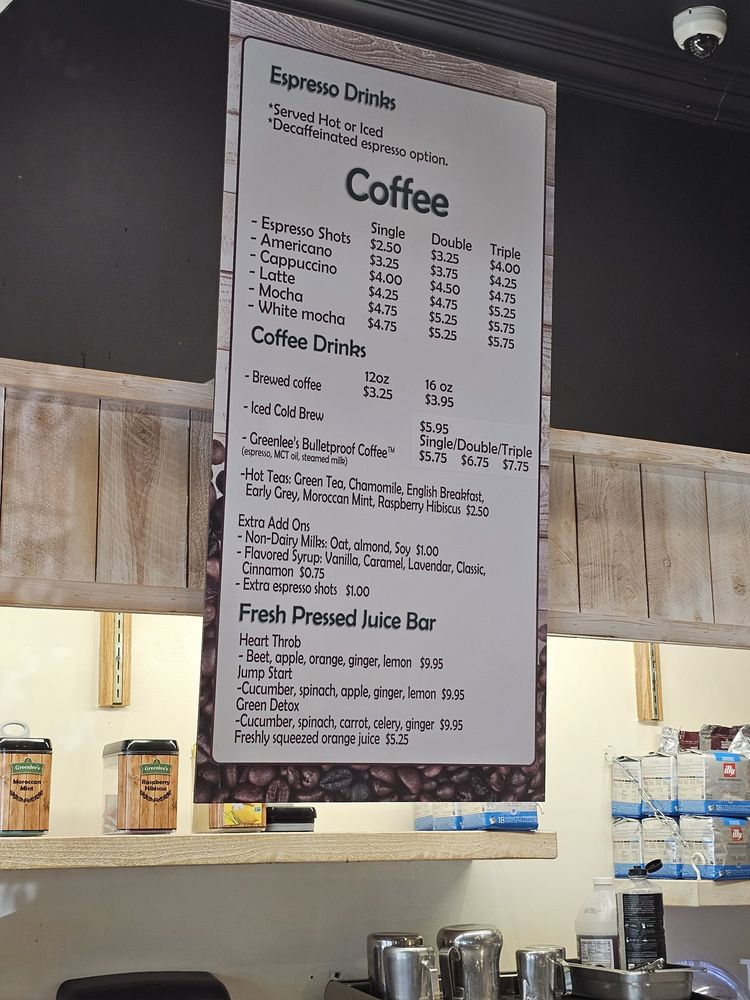 Espresso Drinks
*Served Hot or Iced
*Decaffeinated espresso option.
Coffee
Single Double Triple
- Espresso Shots $2.50 $3.25 $4.00
- Americano $3.25 $3.75 $4.25
- Cappuccino $4.00 $4.50 $4.75
- Latte $4.25 $4.75 $5.25
- Mocha $4.75 $5.25 $5.75
- White mocha $4.75 $5.25 $5.75
Coffee Drinks
12oz 16 oz
- Brewed coffee $3.25 $3.95
- Iced Cold Brew $5.95
Single/Double/Triple
- Greenlee's Bulletproof Coffee™ $5.75 $6.75 $7.75
(espresso, MCT oil, steamed milk)
-Hot Teas: Green Tea, Chamomile, English Breakfast,
Early Grey, Moroccan Mint, Raspberry Hibiscus $2.50
Extra Add Ons
- Non-Dairy Milks: Oat, almond, Soy $1.00
- Flavored Syrup: Vanilla, Caramel, Lavendar, Classic,
Cinnamon $0.75
- Extra espresso shots $1.00
Fresh Pressed Juice Bar
Heart Throb
- Beet, apple, orange, ginger, lemon $9.95
Jump Start
-Cucumber, spinach, apple, ginger, lemon $9.95
Green Detox
-Cucumber, spinach, carrot, celery, ginger $9.95
Freshly squeezed orange juice $5.25
Greenlee's
Moroccan
Mint
Greenlee's
Raspberry
Hibiscus
illy
illy
18
18
18
18